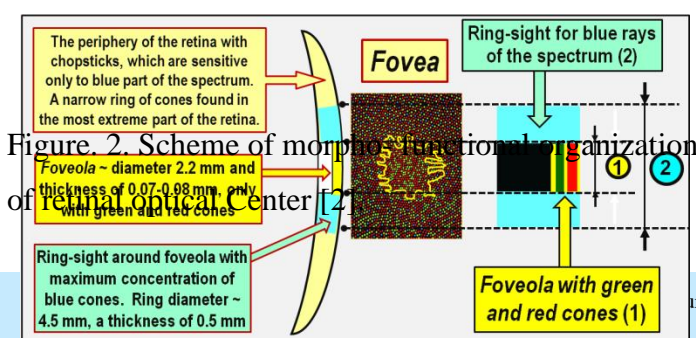 The periphery of the retina with
chopsticks, which are sensitive
only to blue part of the spectrum.
A narrow ring of cones found in
the most extreme part of the retina.
Fovea
Ring-sight for blue rays
of the spectrum (2)
Figure. 2. Scheme of morpho-functional organization
of retinal optical Center [2].
Foveola ~ diameter 2.2 mm and
thickness of 0.07-0.08 mm, only
with green and red cones
1
2
Ring-sight around foveola with
maximum concentration of
blue cones. Ring diameter ~
4.5 mm, a thickness of 0.5 mm
Foveola with green
and red cones (1)